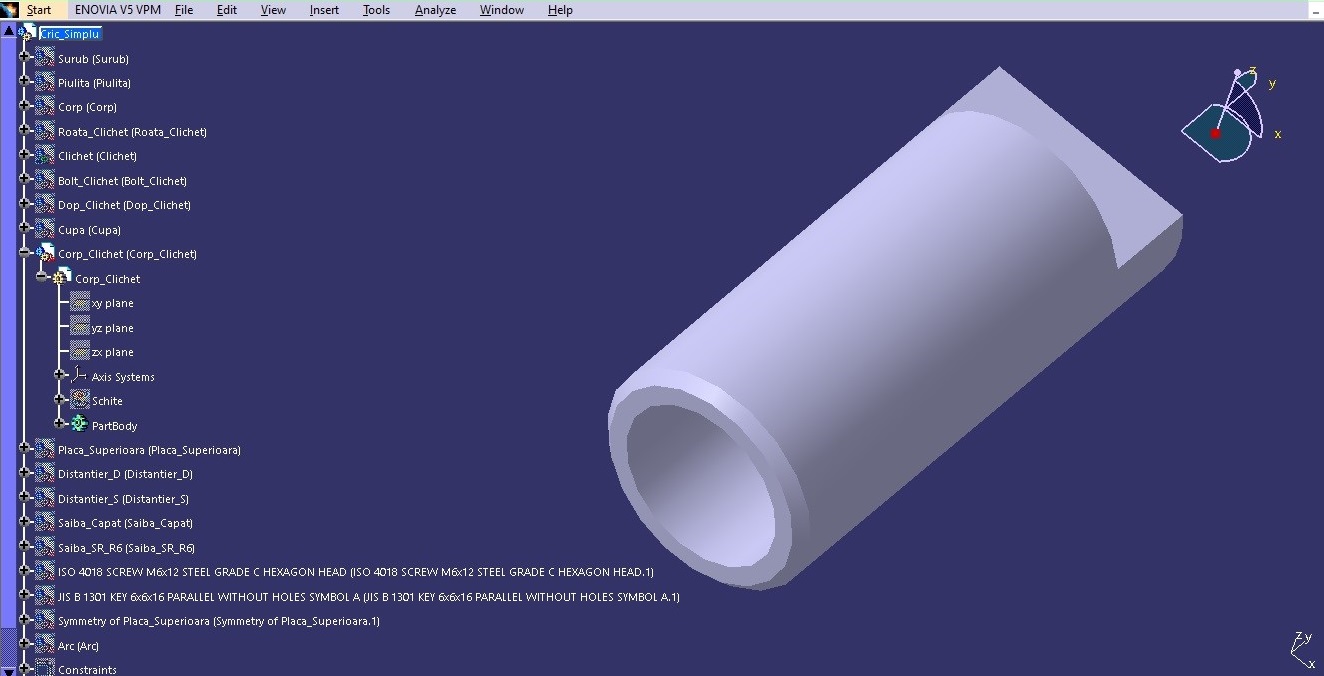 Start ENOVIA V5 VPM File Edit View Insert Tools Analyze Window Help
Cric_Simplu
Surub (Surub)
Piulita (Piulita)
Corp (Corp)
Roata_Clichet (Roata_Clichet)
Clichet (Clichet)
Bolt_Clichet (Bolt_Clichet)
Dop_Clichet (Dop_Clichet)
Cupa (Cupa)
Corp_Clichet (Corp_Clichet)
Corp_Clichet
xy plane
yz plane
zx plane
Axis Systems
Schite
PartBody
Placa_Superioara (Placa_Superioara)
Distantier_D (Distantier_D)
Distantier_S (Distantier_S)
Saiba_Capat (Saiba_Capat)
Saiba_SR_R6 (Saiba_SR_R6)
ISO 4018 SCREW M6x12 STEEL GRADE C HEXAGON HEAD (ISO 4018 SCREW M6x12 STEEL GRADE C HEXAGON HEAD.1)
JIS B 1301 KEY 6x6x16 PARALLEL WITHOUT HOLES SYMBOL A (JIS B 1301 KEY 6x6x16 PARALLEL WITHOUT HOLES SYMBOL A.1)
Symmetry of Placa_Superioara (Symmetry of Placa_Superioara.1)
Arc (Arc)
Constraints
z
y
x
z y
x